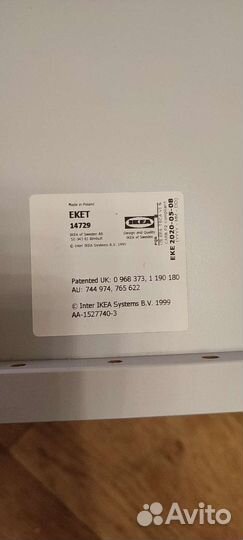 Made in Poland
EKET
14729
IKEA of Sweden AB
© Inter IKEA Systems B.V. 1999
IKEA
Design and Quality
IKEA of Sweden
EKE 2020-05-08
Patented UK: 0 968 373, 1 190 180
AU: 744 974, 765 622
© Inter IKEA Systems B.V. 1999
AA-1527740-3
Avito